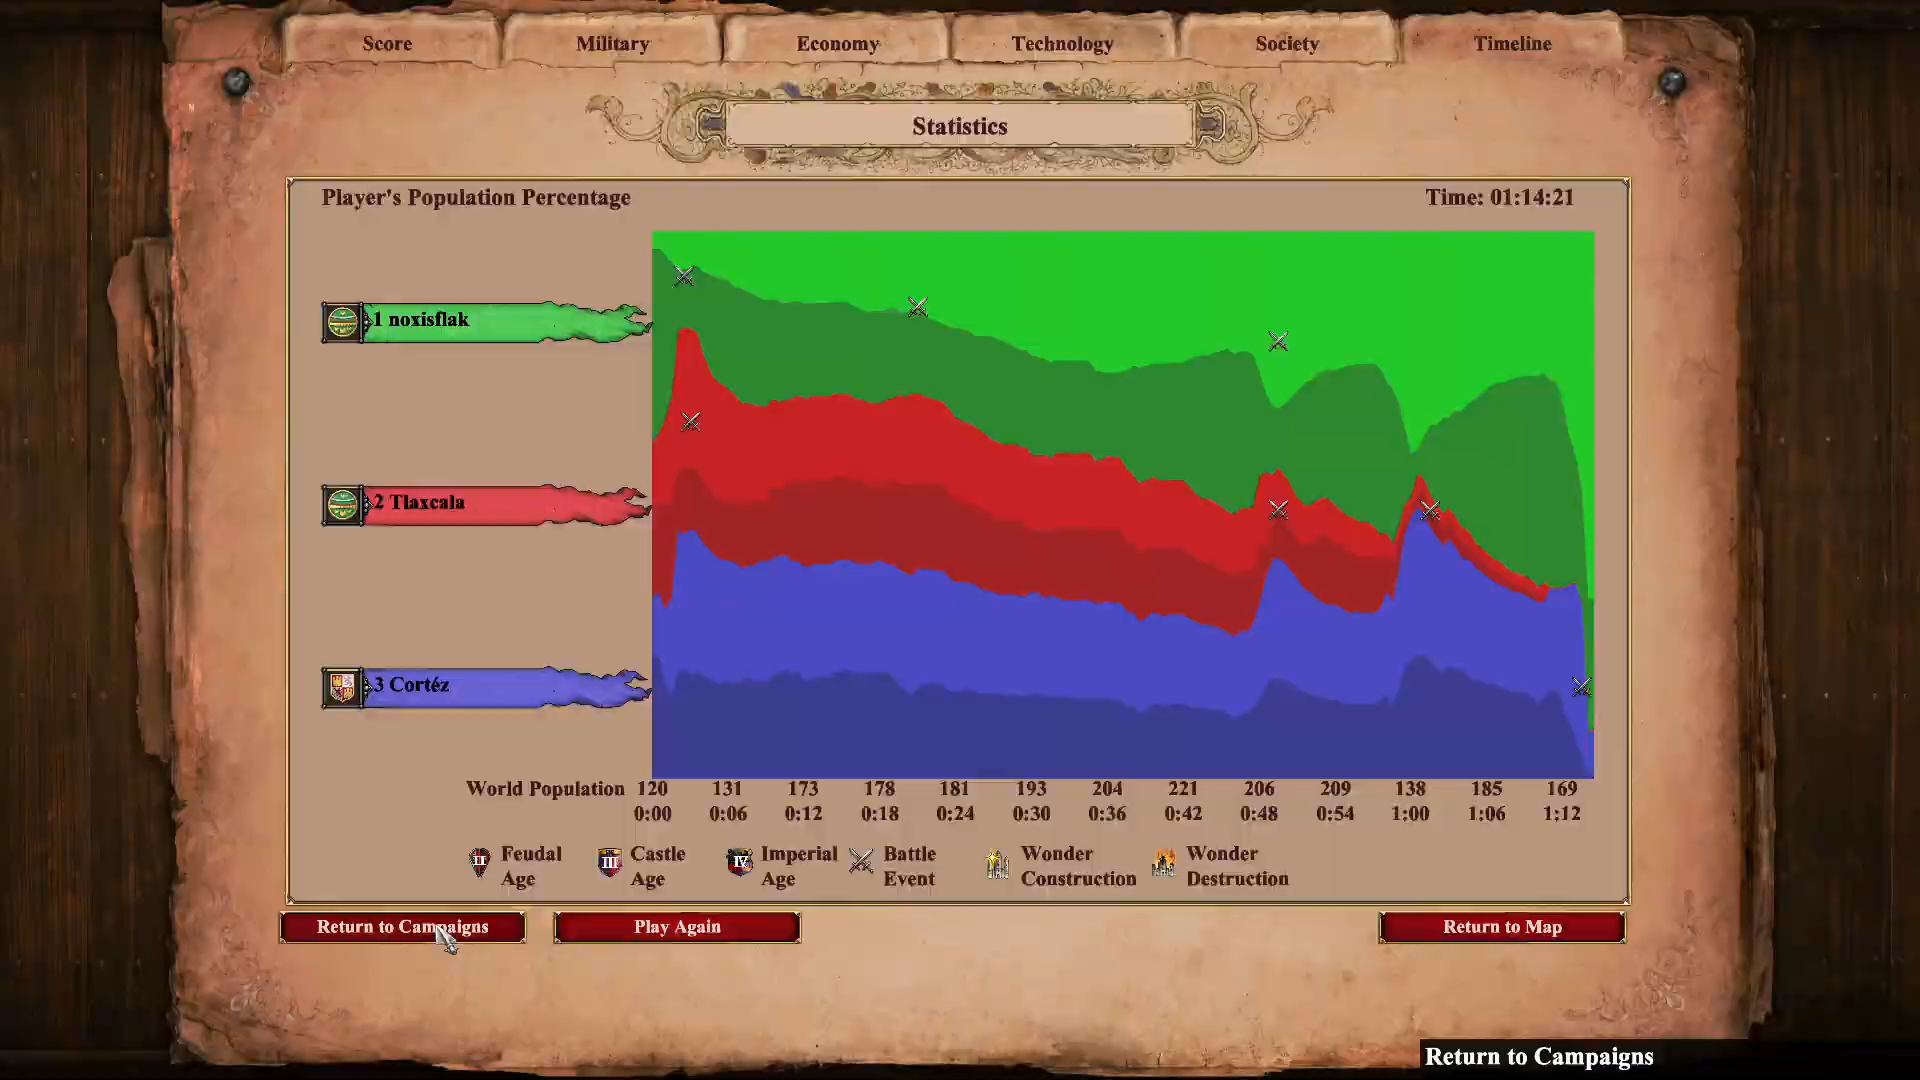 Score Military Economy Technology Society Timeline
Statistics
Player's Population Percentage Time: 01:14:21
1 noxisflak
2 Tlaxcala
3 Cortéz
World Population 120 131 173 178 181 193 204 221 206 209 138 185 169
0:00 0:06 0:12 0:18 0:24 0:30 0:36 0:42 0:48 0:54 1:00 1:06 1:12
II Feudal Age
III Castle Age
IV Imperial Age
Battle Event
Wonder Construction
Wonder Destruction
Return to Campaigns Play Again Return to Map
Return to Campaigns